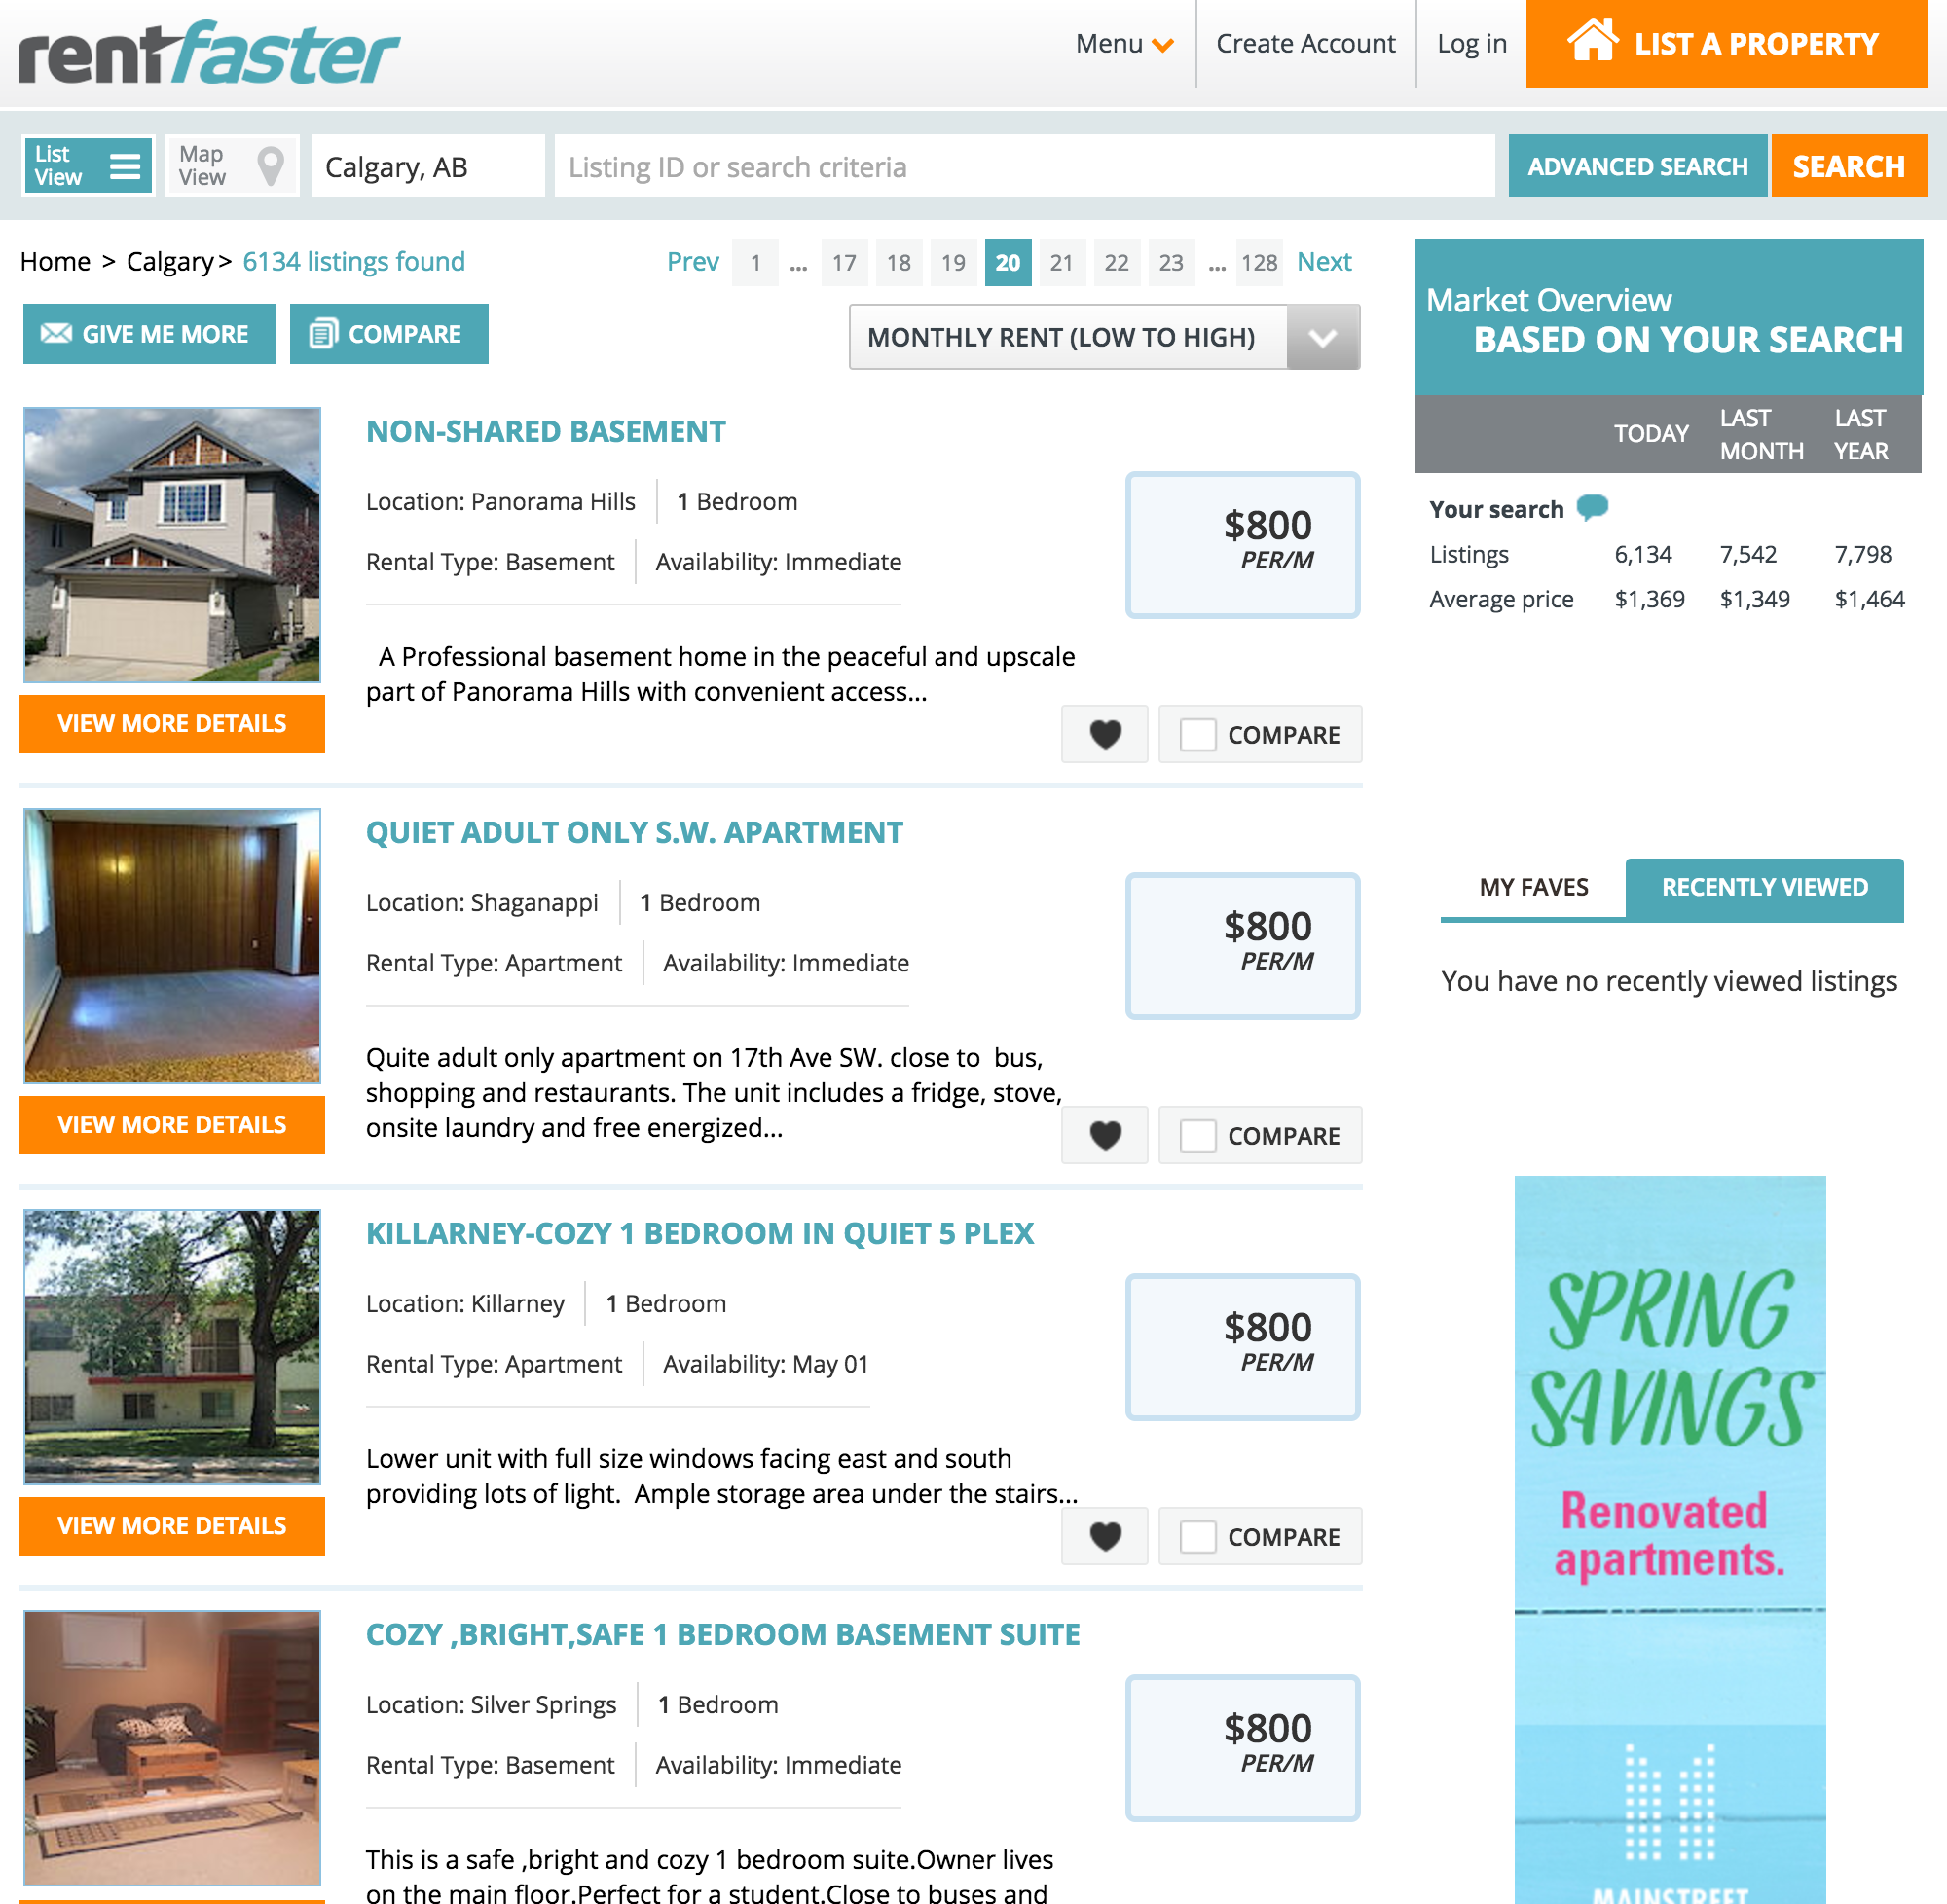 rentfaster
Menu
Create Account
Log in
LIST A PROPERTY
List
View
Map
View
Calgary, AB
Listing ID or search criteria
ADVANCED SEARCH
SEARCH
Home > Calgary > 6134 listings found
Prev 1 ... 17 18 19 20 21 22 23 ... 128 Next
GIVE ME MORE
COMPARE
MONTHLY RENT (LOW TO HIGH)
NON-SHARED BASEMENT
Location: Panorama Hills 1 Bedroom
Rental Type: Basement Availability: Immediate
$800
PER/M
A Professional basement home in the peaceful and upscale
part of Panorama Hills with convenient access...
VIEW MORE DETAILS
COMPARE
QUIET ADULT ONLY S.W. APARTMENT
Location: Shaganappi 1 Bedroom
Rental Type: Apartment Availability: Immediate
$800
PER/M
Quite adult only apartment on 17th Ave SW. close to  bus,
shopping and restaurants. The unit includes a fridge, stove,
onsite laundry and free energized...
VIEW MORE DETAILS
COMPARE
KILLARNEY-COZY 1 BEDROOM IN QUIET 5 PLEX
Location: Killarney 1 Bedroom
Rental Type: Apartment Availability: May 01
$800
PER/M
Lower unit with full size windows facing east and south
providing lots of light.  Ample storage area under the stairs...
VIEW MORE DETAILS
COMPARE
COZY ,BRIGHT,SAFE 1 BEDROOM BASEMENT SUITE
Location: Silver Springs 1 Bedroom
Rental Type: Basement Availability: Immediate
$800
PER/M
This is a safe ,bright and cozy 1 bedroom suite.Owner lives
on the main floor.Perfect for a student.Close to buses and
Market Overview
BASED ON YOUR SEARCH
TODAY LAST MONTH LAST YEAR
Your search
Listings 6,134 7,542 7,798
Average price $1,369 $1,349 $1,464
MY FAVES
RECENTLY VIEWED
You have no recently viewed listings
SPRING
SAVINGS
Renovated
apartments.
MAINSTREET